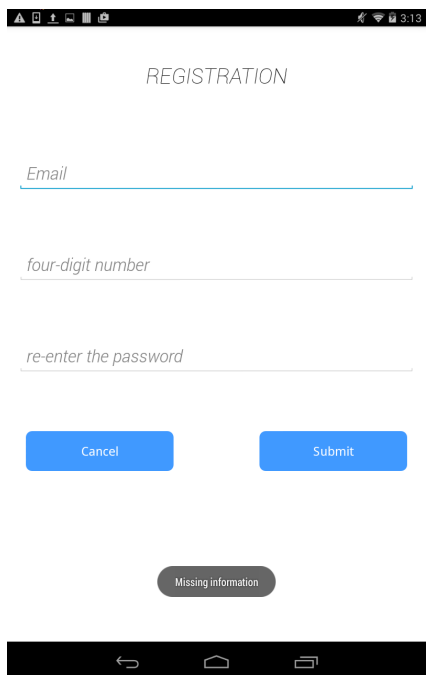 3:13
REGISTRATION
Email
four-digit number
re-enter the password
Cancel
Submit
Missing information